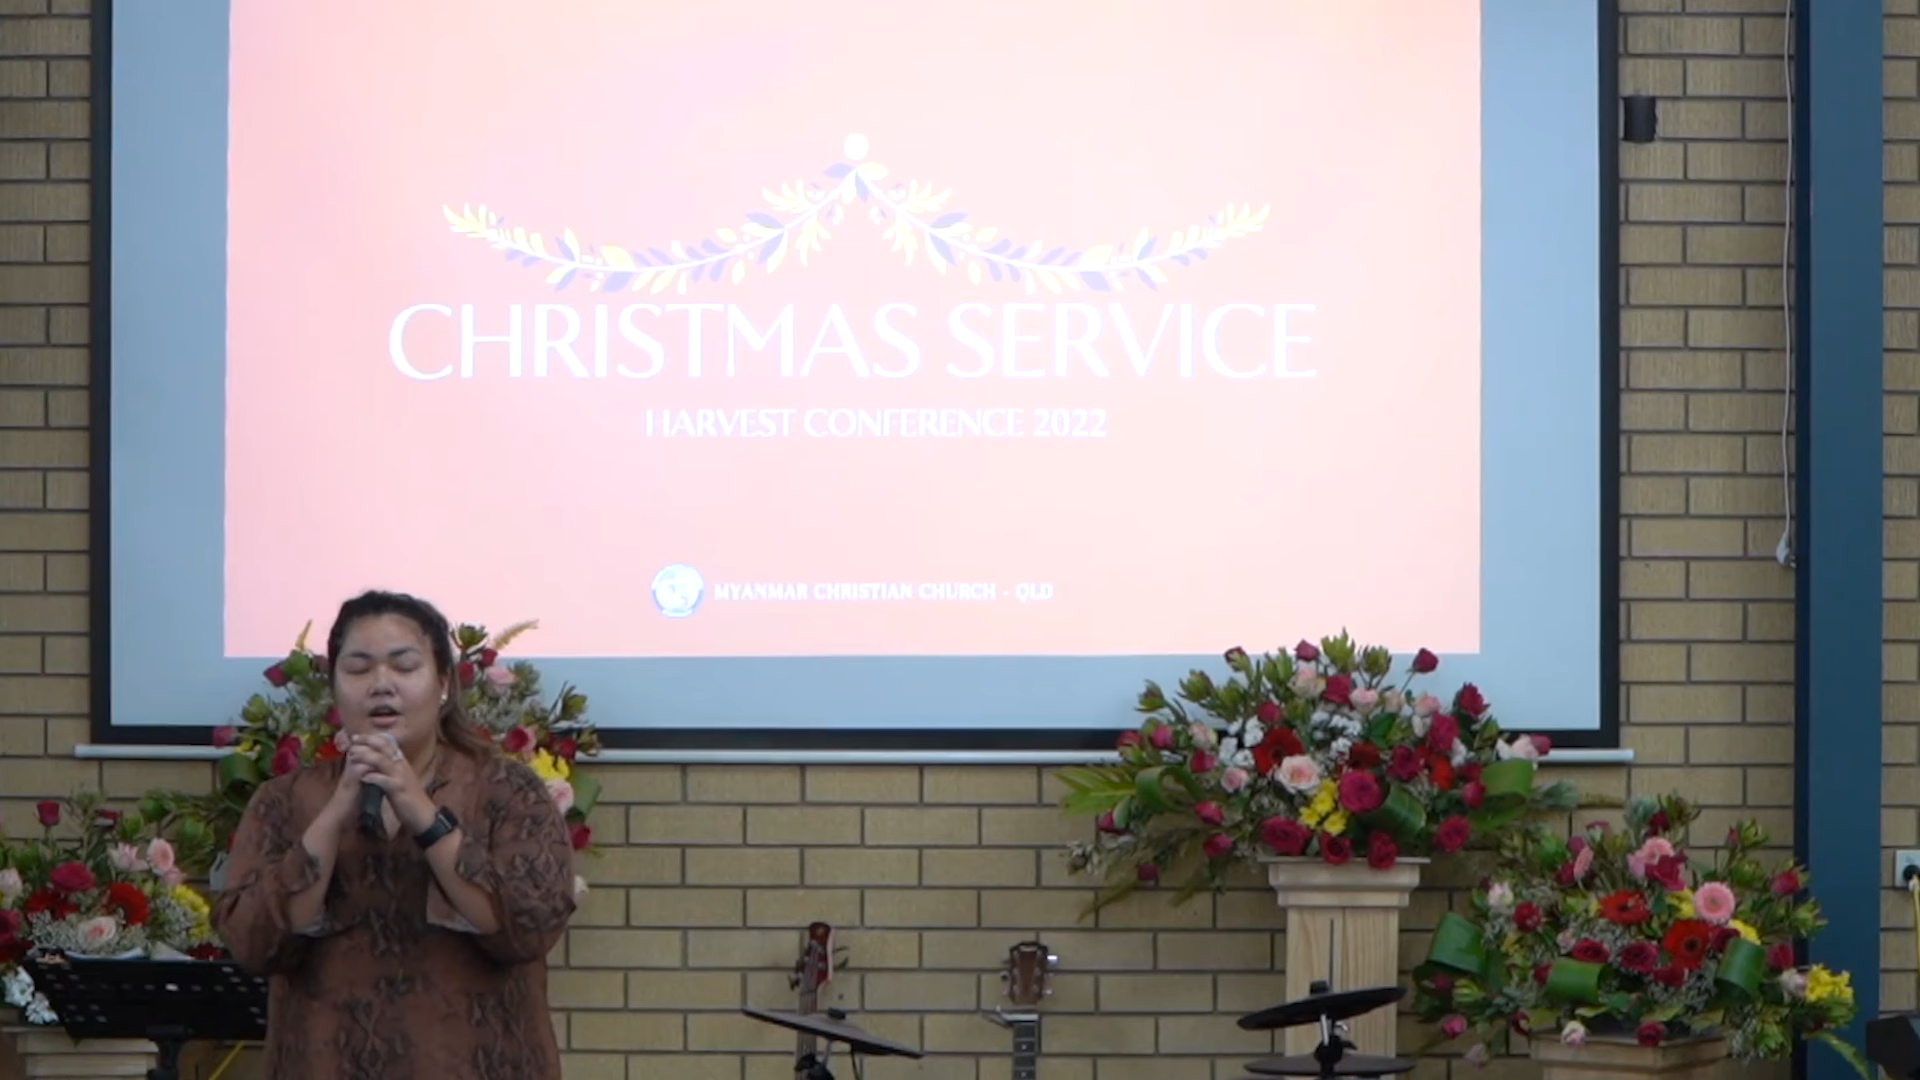 CHRISTMAS SERVICE
HARVEST CONFERENCE 2022
MYANMAR CHRISTIAN CHURCH - QLD